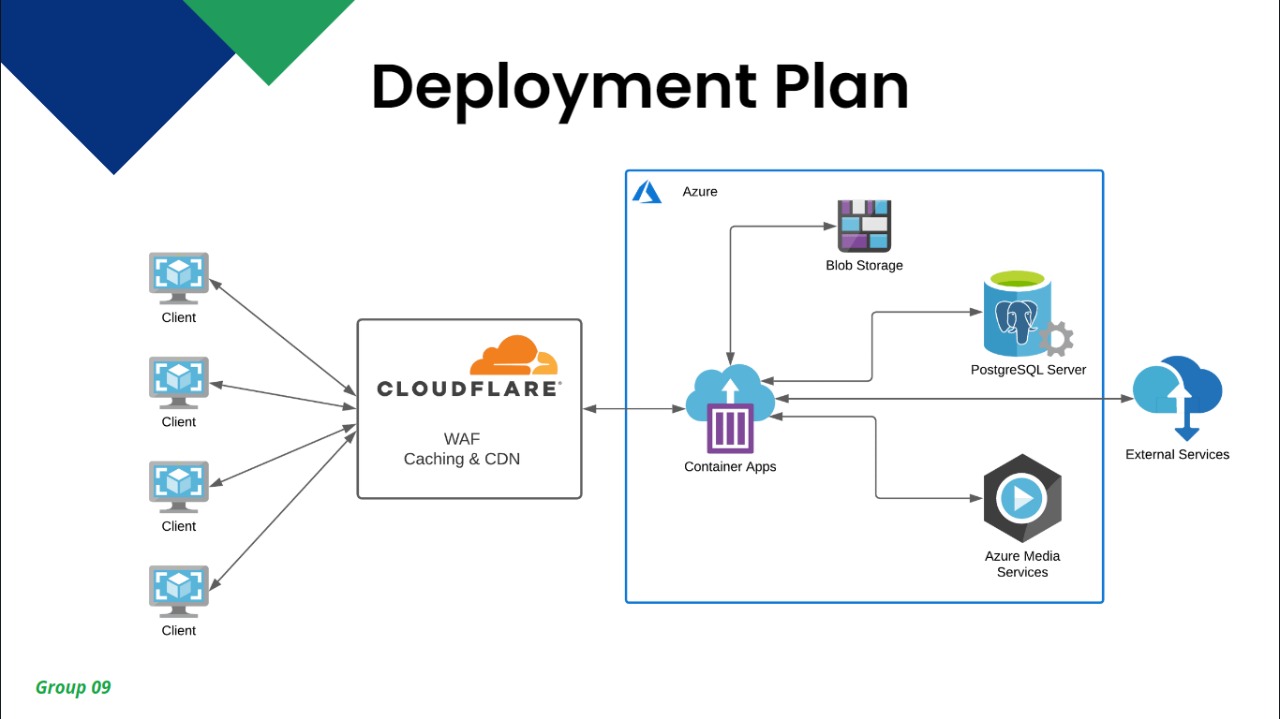 Deployment Plan
Azure
Blob Storage
Client
CLOUDFLARE
PostgreSQL Server
Client
WAF
Caching & CDN
Container Apps
External Services
Client
Azure Media
Services
Client
Group 09